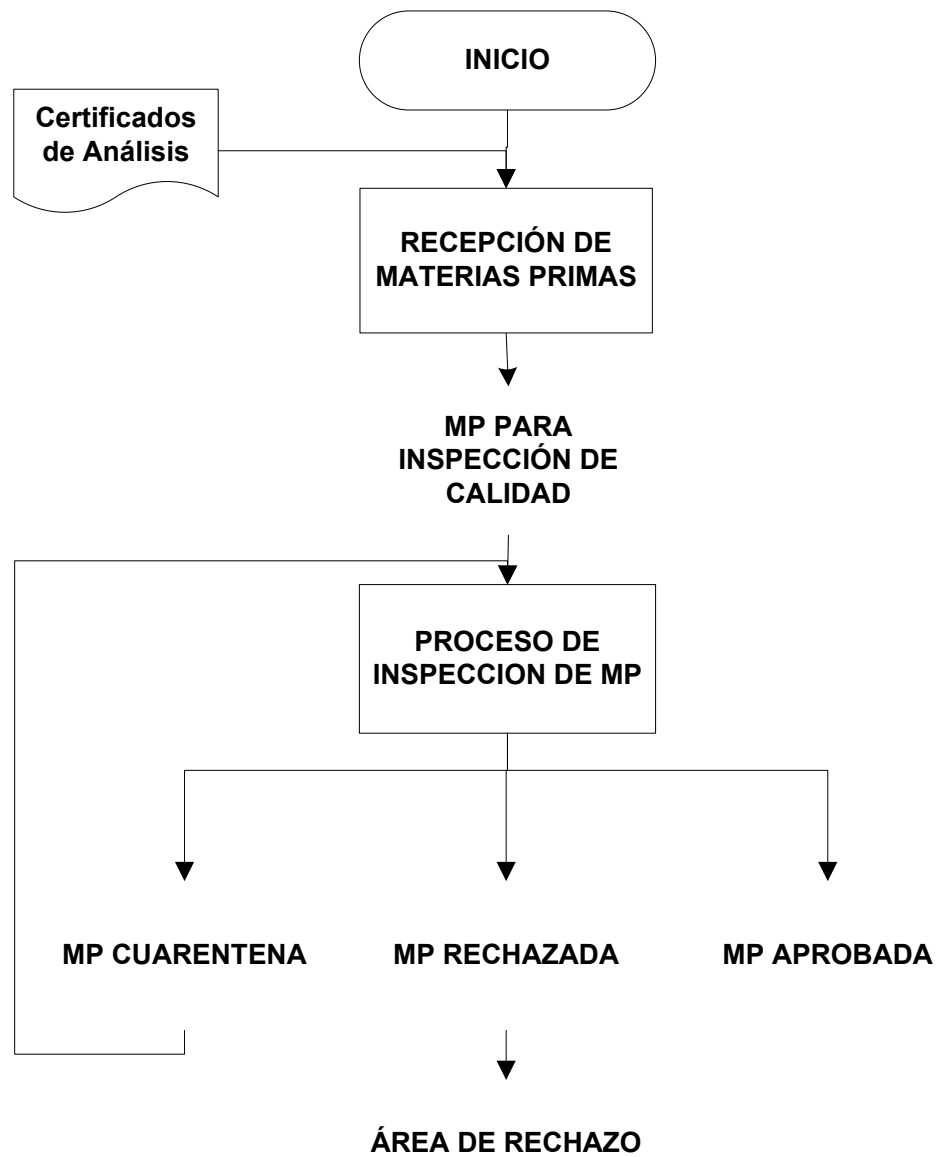 INICIO
Certificados
de Análisis
RECEPCIÓN DE
MATERIAS PRIMAS
MP PARA
INSPECCIÓN DE
CALIDAD
PROCESO DE
INSPECCION DE MP
MP CUARENTENA
MP RECHAZADA
MP APROBADA
ÁREA DE RECHAZO